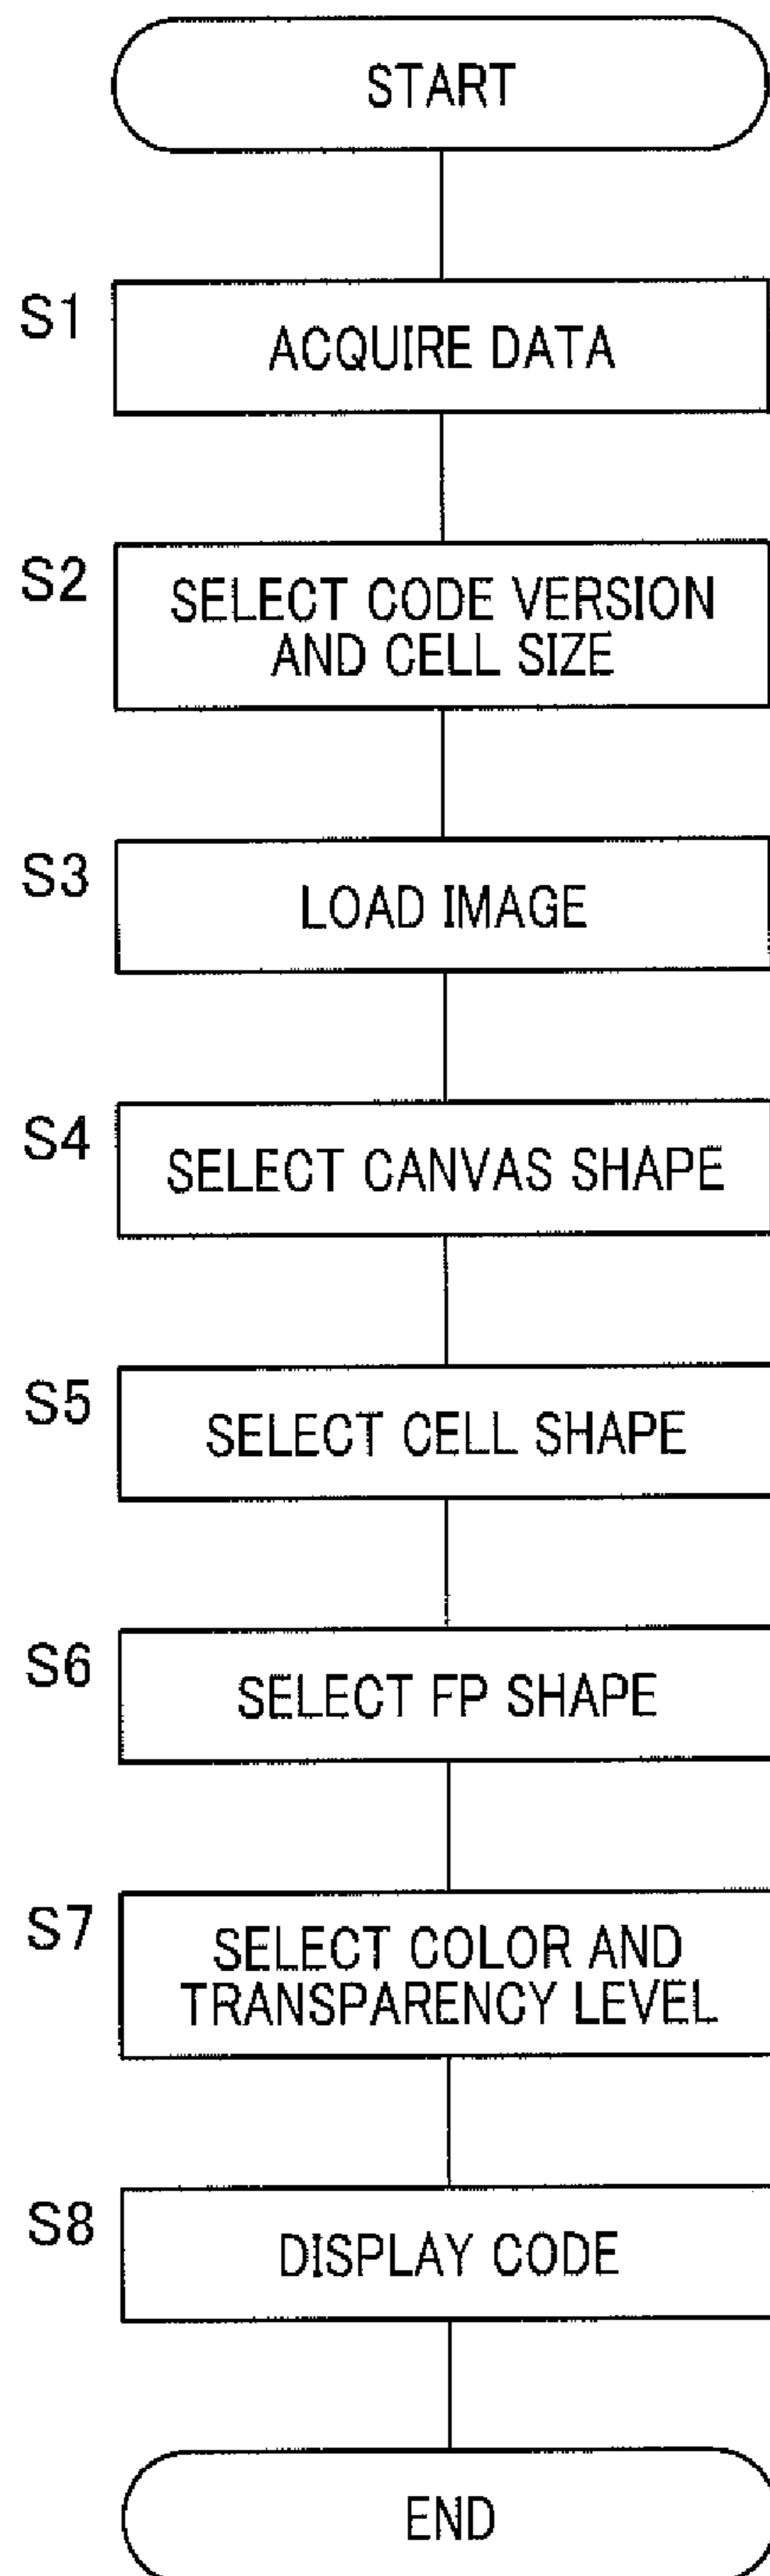 START
S1
ACQUIRE DATA
S2
SELECT CODE VERSION
AND CELL SIZE
S3
LOAD IMAGE
S4
SELECT CANVAS SHAPE
S5
SELECT CELL SHAPE
S6
SELECT FP SHAPE
S7
SELECT COLOR AND
TRANSPARENCY LEVEL
S8
DISPLAY CODE
END